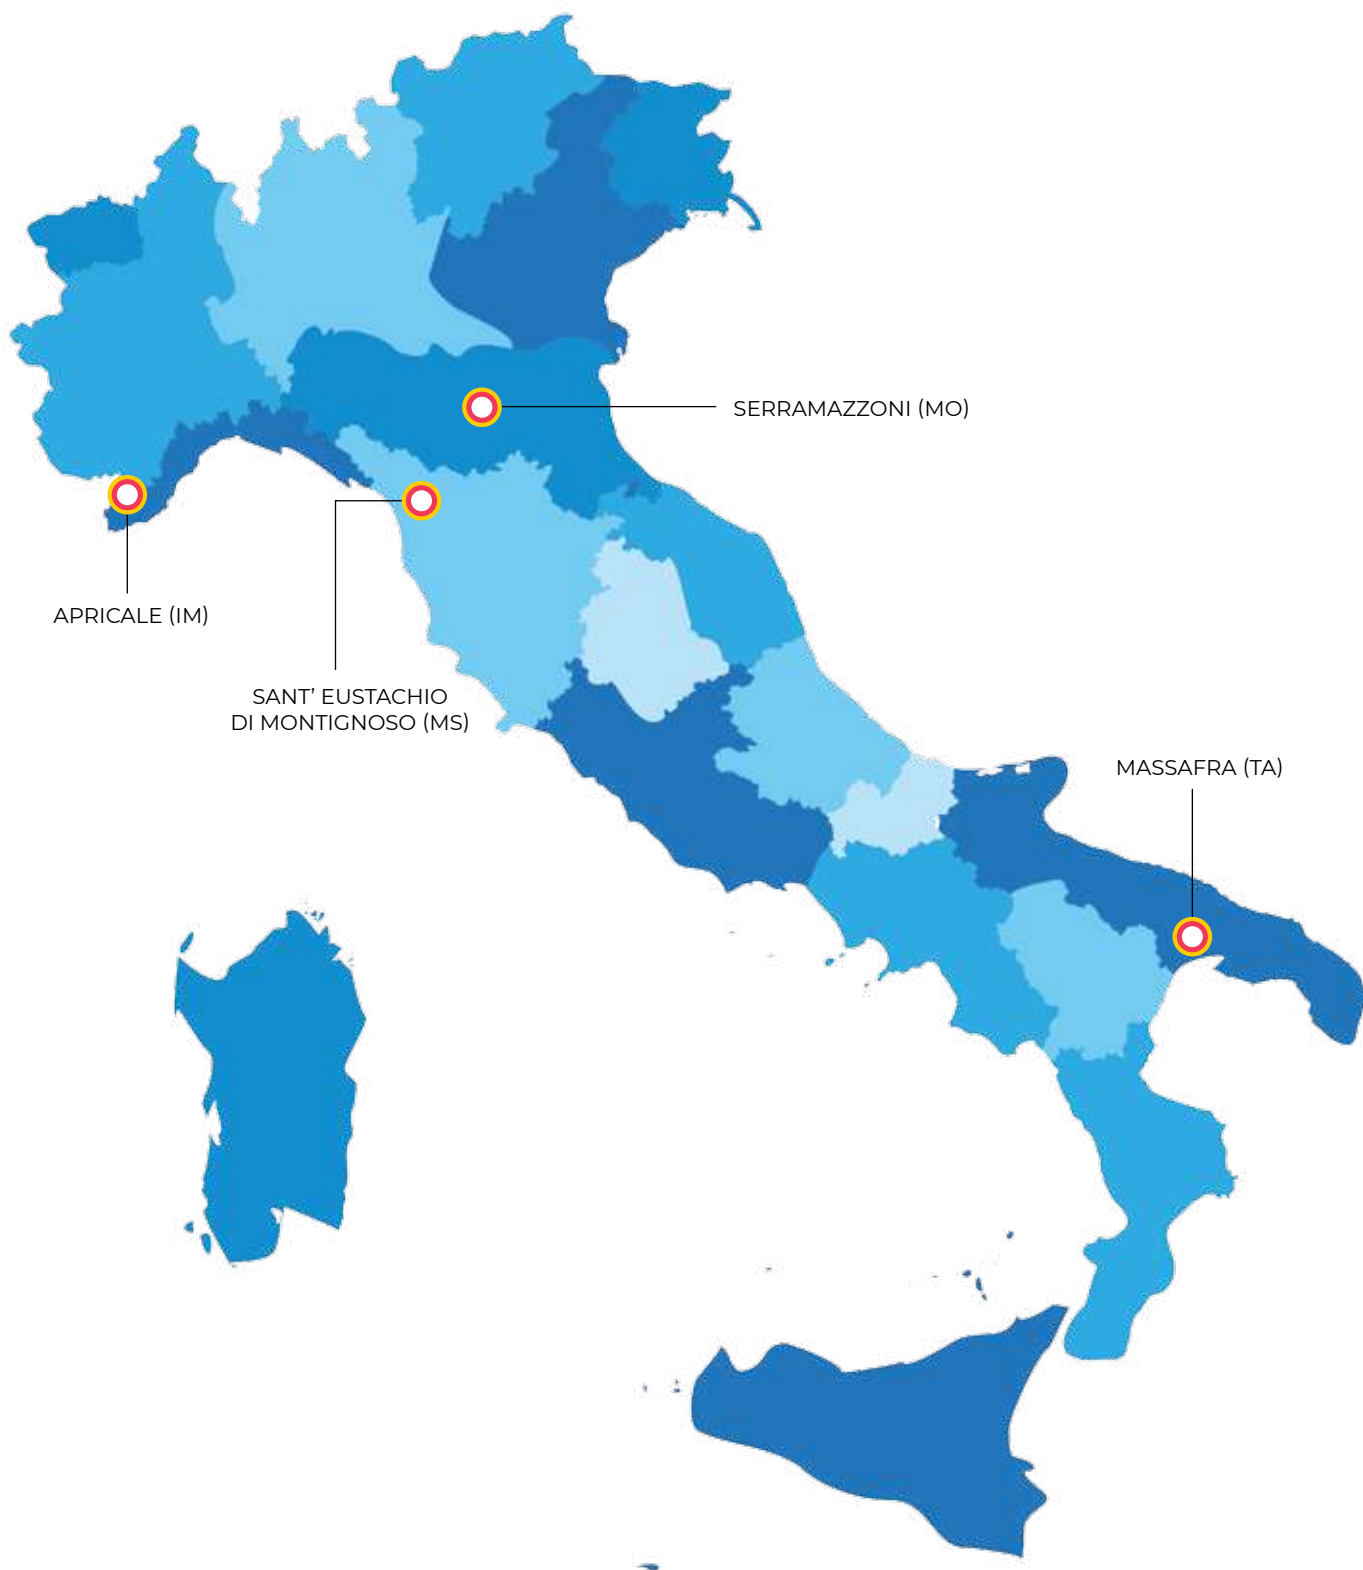 SERRAMAZZONI (MO)
APRICALE (IM)
SANT’ EUSTACHIO
DI MONTIGNOSO (MS)
MASSAFRA (TA)